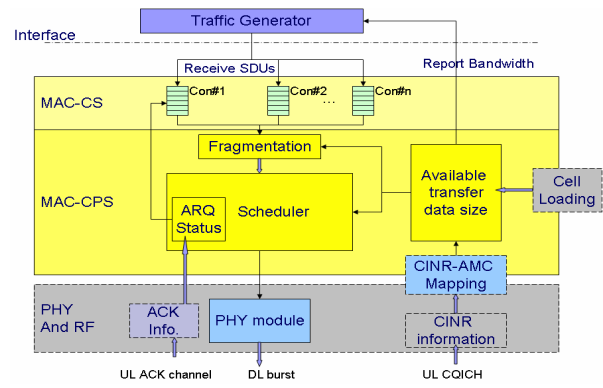 Traffic Generator
Interface
Receive SDUs
Report Bandwidth
MAC-CS
Con#1
Con#2
...
Con#n
Fragmentation
MAC-CPS
Scheduler
ARQ
Status
Available
transfer
data size
Cell
Loading
CINR-AMC
Mapping
PHY
And RF
ACK
Info.
PHY module
CINR
information
UL ACK channel
DL burst
UL CQICH